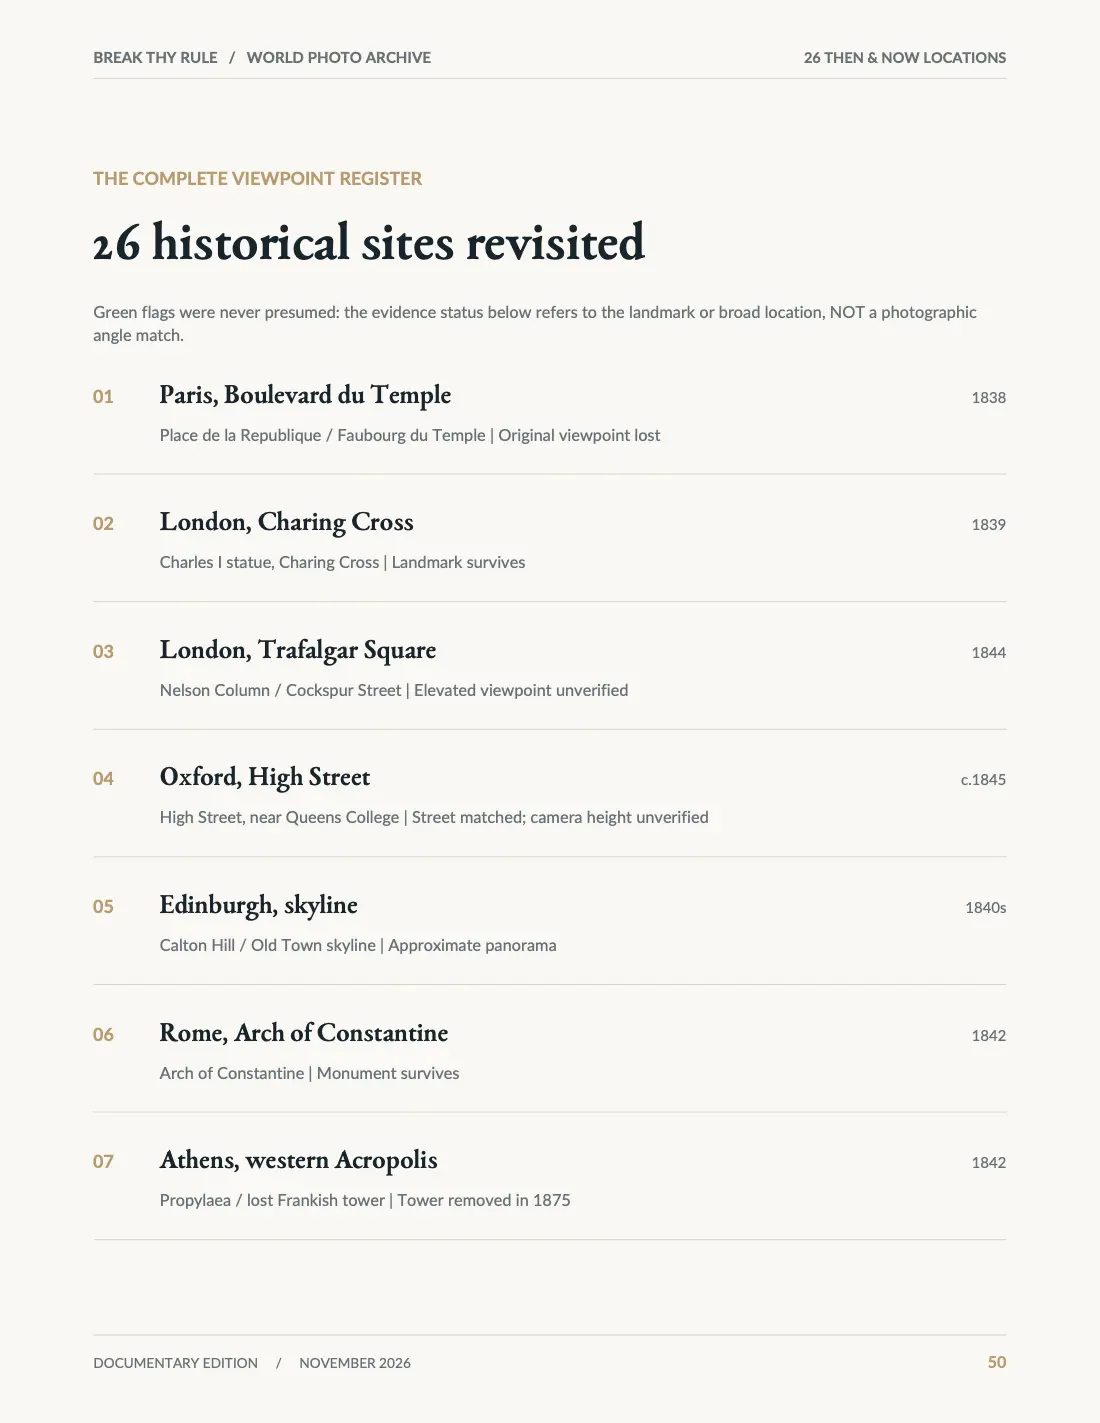 BREAK THY RULE / WORLD PHOTO ARCHIVE
26 THEN & NOW LOCATIONS
THE COMPLETE VIEWPOINT REGISTER
26 historical sites revisited
Green flags were never presumed: the evidence status below refers to the landmark or broad location, NOT a photographic
angle match.
01 Paris, Boulevard du Temple 1838
Place de la Republique / Faubourg du Temple | Original viewpoint lost
02 London, Charing Cross 1839
Charles I statue, Charing Cross | Landmark survives
03 London, Trafalgar Square 1844
Nelson Column / Cockspur Street | Elevated viewpoint unverified
04 Oxford, High Street c.1845
High Street, near Queens College | Street matched; camera height unverified
05 Edinburgh, skyline 1840s
Calton Hill / Old Town skyline | Approximate panorama
06 Rome, Arch of Constantine 1842
Arch of Constantine | Monument survives
07 Athens, western Acropolis 1842
Propylaea / lost Frankish tower | Tower removed in 1875
DOCUMENTARY EDITION / NOVEMBER 2026 50